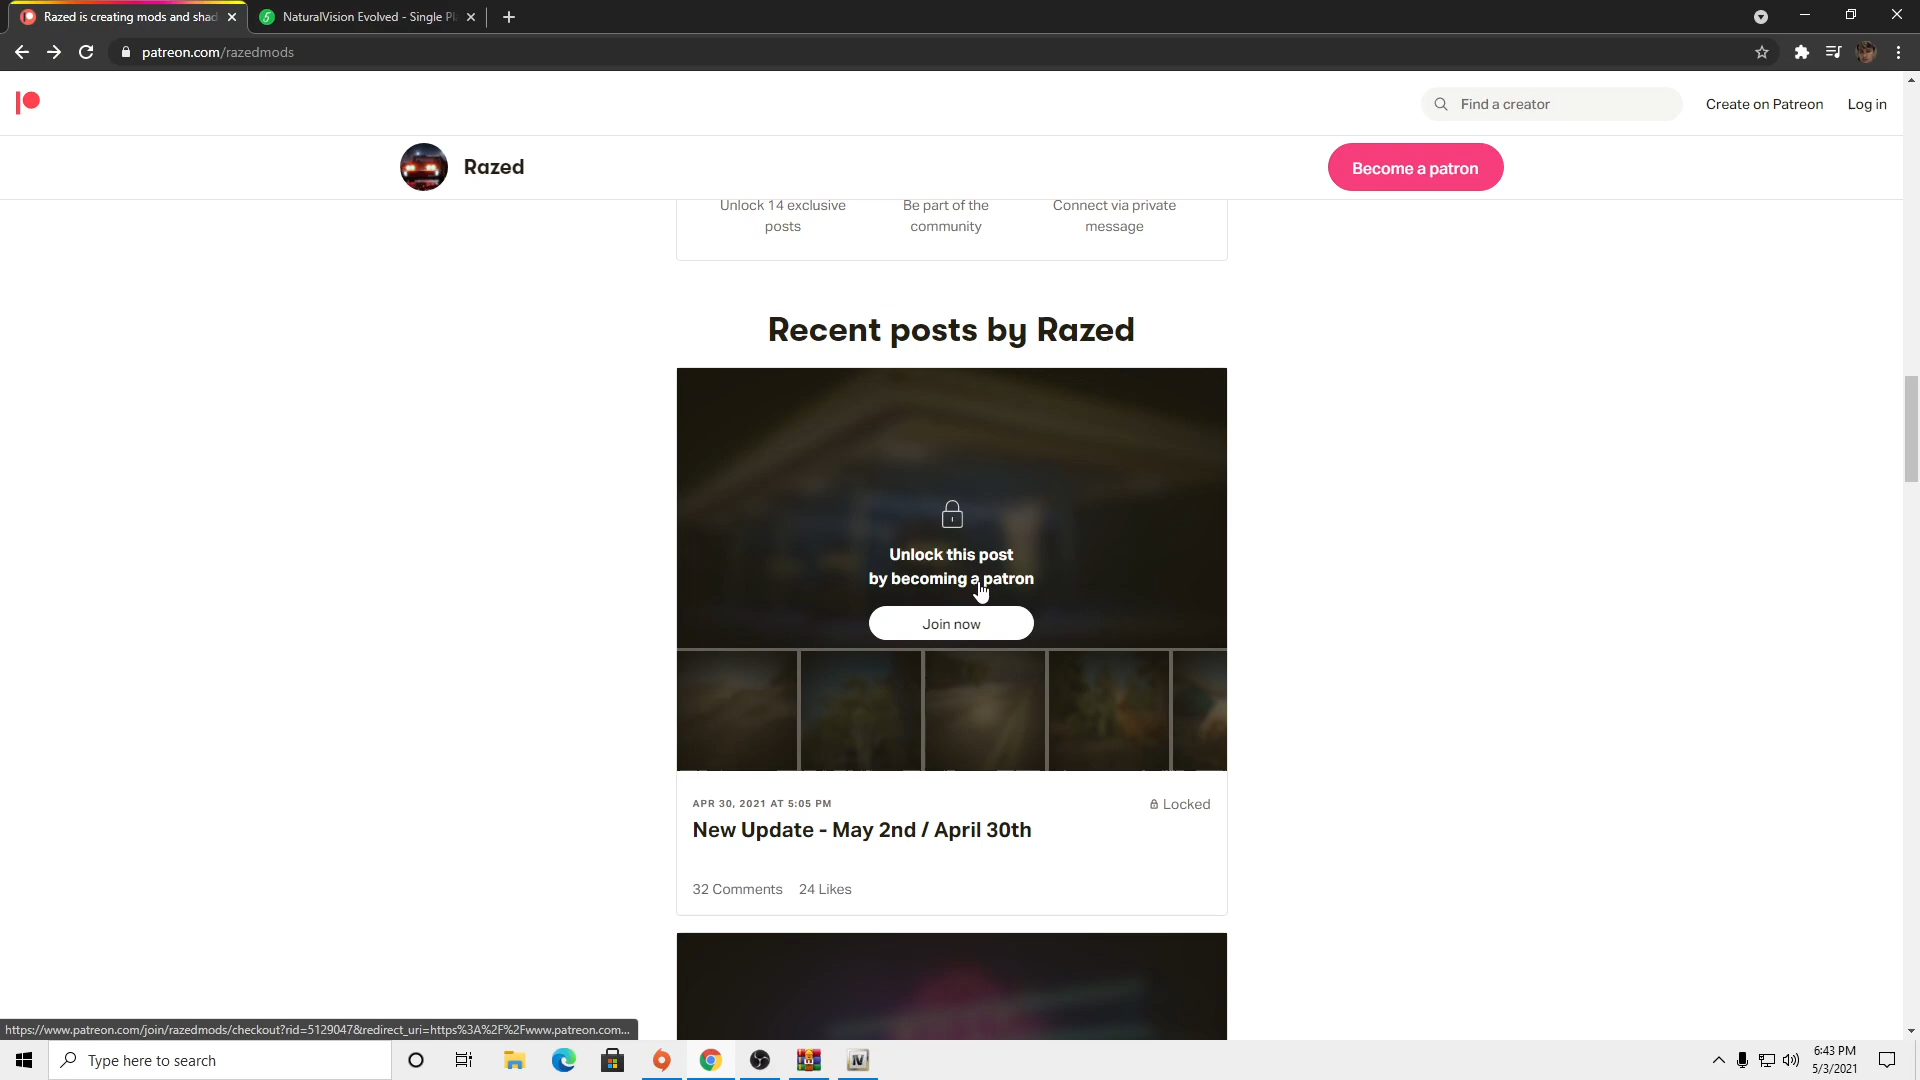 Razed is creating mods and shad
NaturalVision Evolved - Single Pl
patreon.com/razedmods
Find a creator
Create on Patreon
Log in
Razed
Become a patron
Unlock 14 exclusive
posts
Be part of the
community
Connect via private
message
Recent posts by Razed
Unlock this post
by becoming a patron
Join now
APR 30, 2021 AT 5:05 PM
Locked
New Update - May 2nd / April 30th
32 Comments
24 Likes
https://www.patreon.com/join/razedmods/checkout?rid=5129047&redirect_uri=https%3A%2F%2Fwww.patreon.com...
Type here to search
IV
6:43 PM
5/3/2021